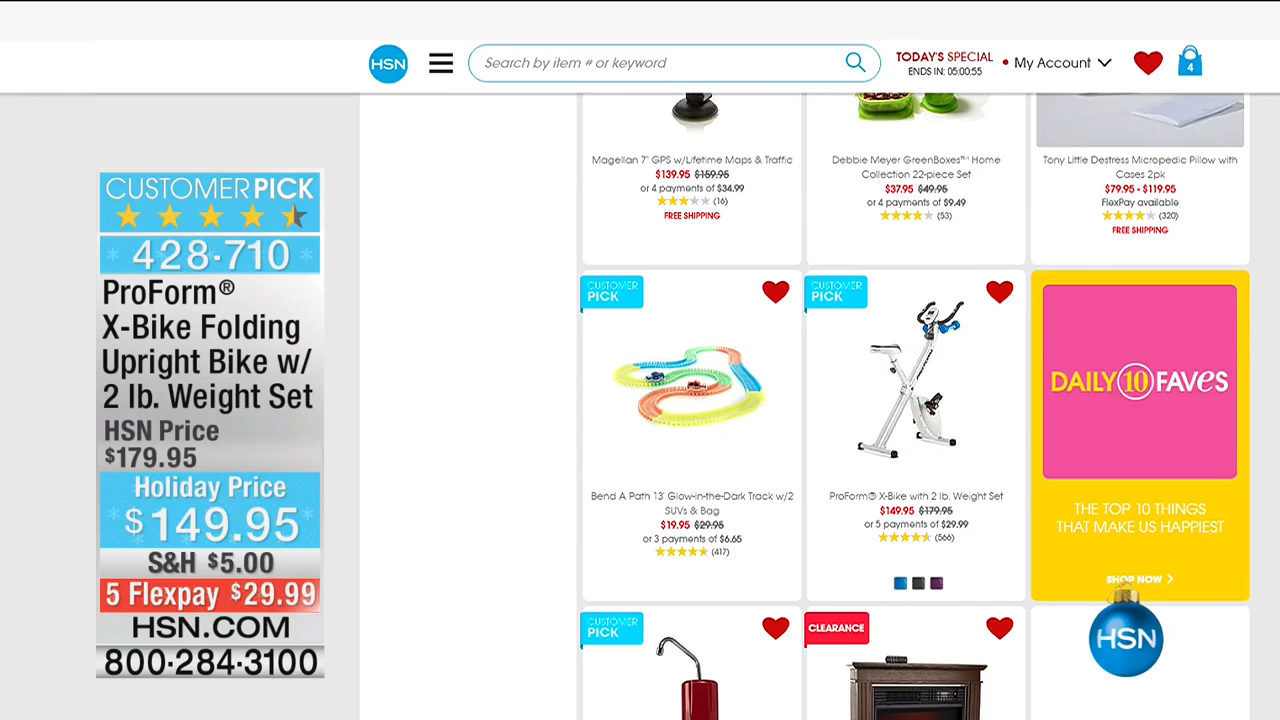 HSN
Search by item # or keyword
TODAY'S SPECIAL
ENDS IN: 05:00:55
My Account
4
CUSTOMER PICK
428-710
ProForm®
X-Bike Folding
Upright Bike w/
2 lb. Weight Set
HSN Price
$179.95
Holiday Price
$149.95
S&H $5.00
5 Flexpay $29.99
HSN.COM
800-284-3100
Magellan 7" GPS w/Lifetime Maps & Traffic
$139.95 $159.95
or 4 payments of $34.99
(16)
FREE SHIPPING
Debbie Meyer GreenBoxes™ Home
Collection 22-piece Set
$37.95 $49.95
or 4 payments of $9.49
(53)
Tony Little Destress Micropedic Pillow with
Cases 2pk
$79.95 - $119.95
FlexPay available
(320)
FREE SHIPPING
CUSTOMER
PICK
Bend A Path 13' Glow-in-the-Dark Track w/2
SUVs & Bag
$19.95 $29.95
or 3 payments of $6.65
(417)
CUSTOMER
PICK
ProForm® X-Bike with 2 lb. Weight Set
$149.95 $179.95
or 5 payments of $29.99
(566)
DAILY 10 FAVES
THE TOP 10 THINGS
THAT MAKE US HAPPIEST
SHOP NOW
CUSTOMER
PICK
CLEARANCE
HSN